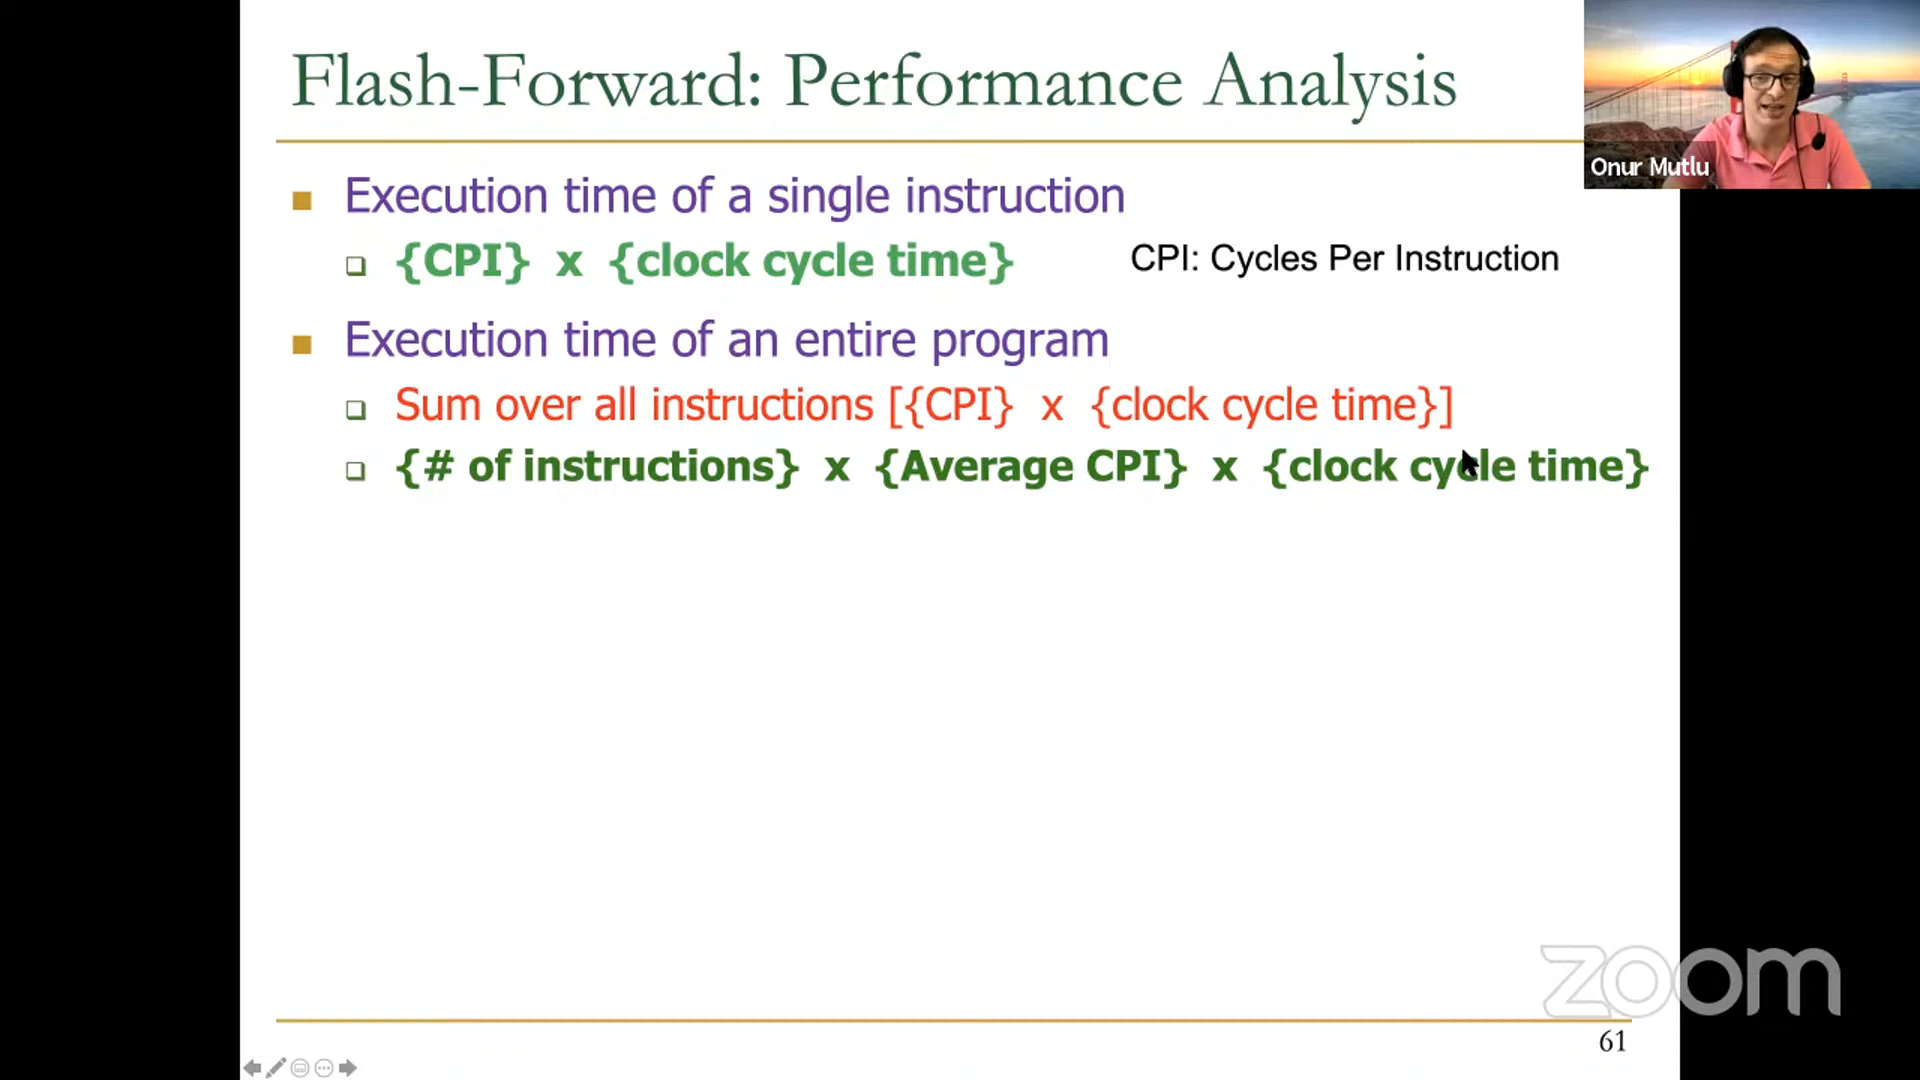 Flash-Forward: Performance Analysis
Onur Mutlu
Execution time of a single instruction
{CPI} x {clock cycle time}
CPI: Cycles Per Instruction
Execution time of an entire program
Sum over all instructions [{CPI} x {clock cycle time}]
{# of instructions} x {Average CPI} x {clock cycle time}
zoom
61